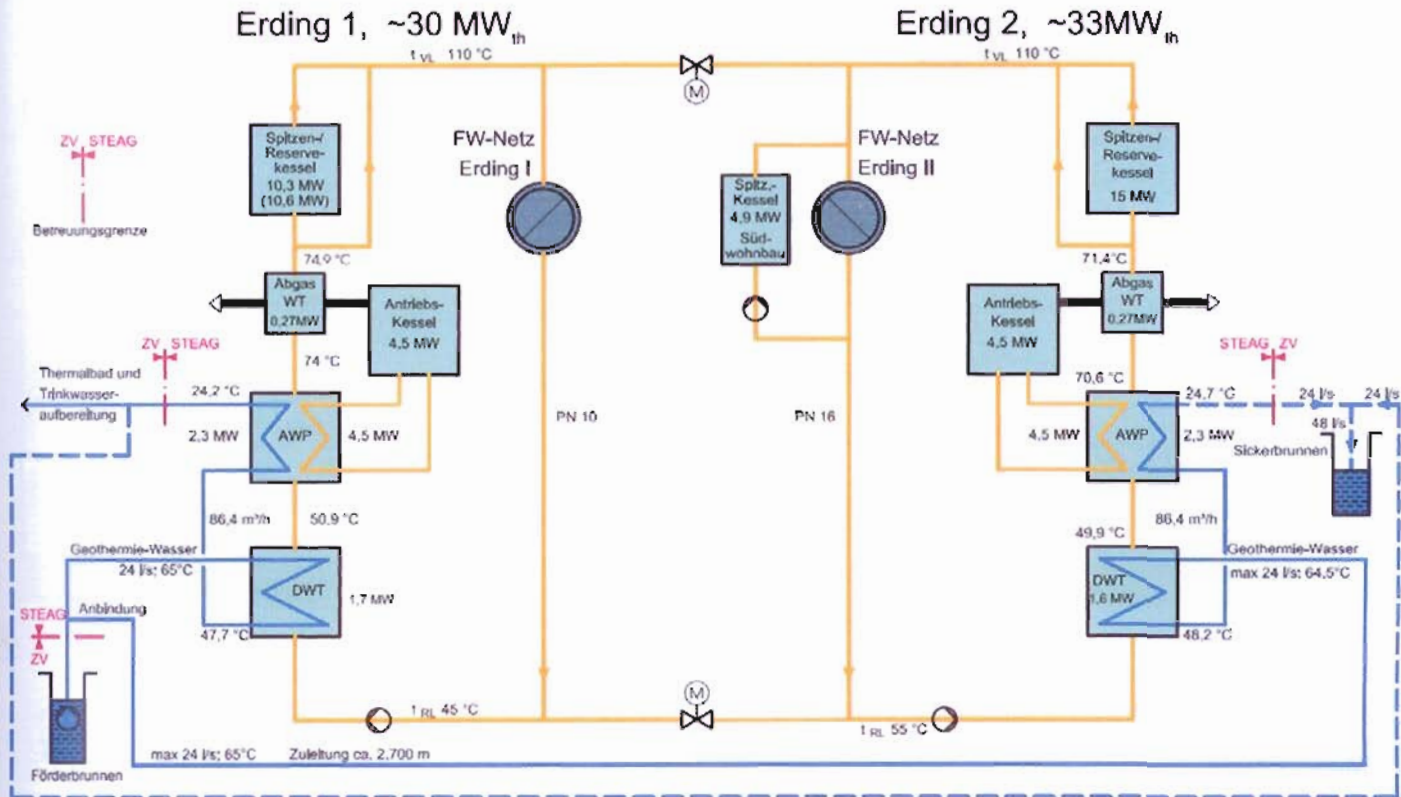 Erding 1, ~30 MWth
Erding 2, ~33MWth
tVL 110 °C
tVL 110 °C
M
ZV STEAG
Betreuungsgrenze
Spitzen-/
Reserve-
kessel
10,3 MW
(10,6 MW)
FW-Netz
Erding I
Spitz.-
Kessel
4,9 MW
Süd-
wohnbau
FW-Netz
Erding II
Spitzen-/
Reserve-
kessel
15 MW
74,9 °C
71,4°C
Abgas
WT
0,27MW
Antriebs-
Kessel
4,5 MW
Antriebs-
Kessel
4,5 MW
Abgas
WT
0,27MW
ZV STEAG
Thermalbad und
Trinkwasser-
aufbereitung
24,2 °C
74 °C
2,3 MW
AWP
4,5 MW
PN 10
PN 16
70,6 °C
24,7 °C
STEAG ZV
24 l/s
24 l/s
48 l/s
Sickerbrunnen
4,5 MW
AWP
2,3 MW
86,4 m³/h
50,9 °C
49,9 °C
86,4 m³/h
Geothermie-Wasser
24 l/s; 65°C
DWT
1,7 MW
47,7 °C
Geothermie-Wasser
max 24 l/s; 64,5°C
DWT
1,6 MW
48,2 °C
Anbindung
STEAG
ZV
Förderbrunnen
tRL 45 °C
M
tRL 55 °C
max 24 l/s; 65°C
Zuleitung ca. 2.700 m